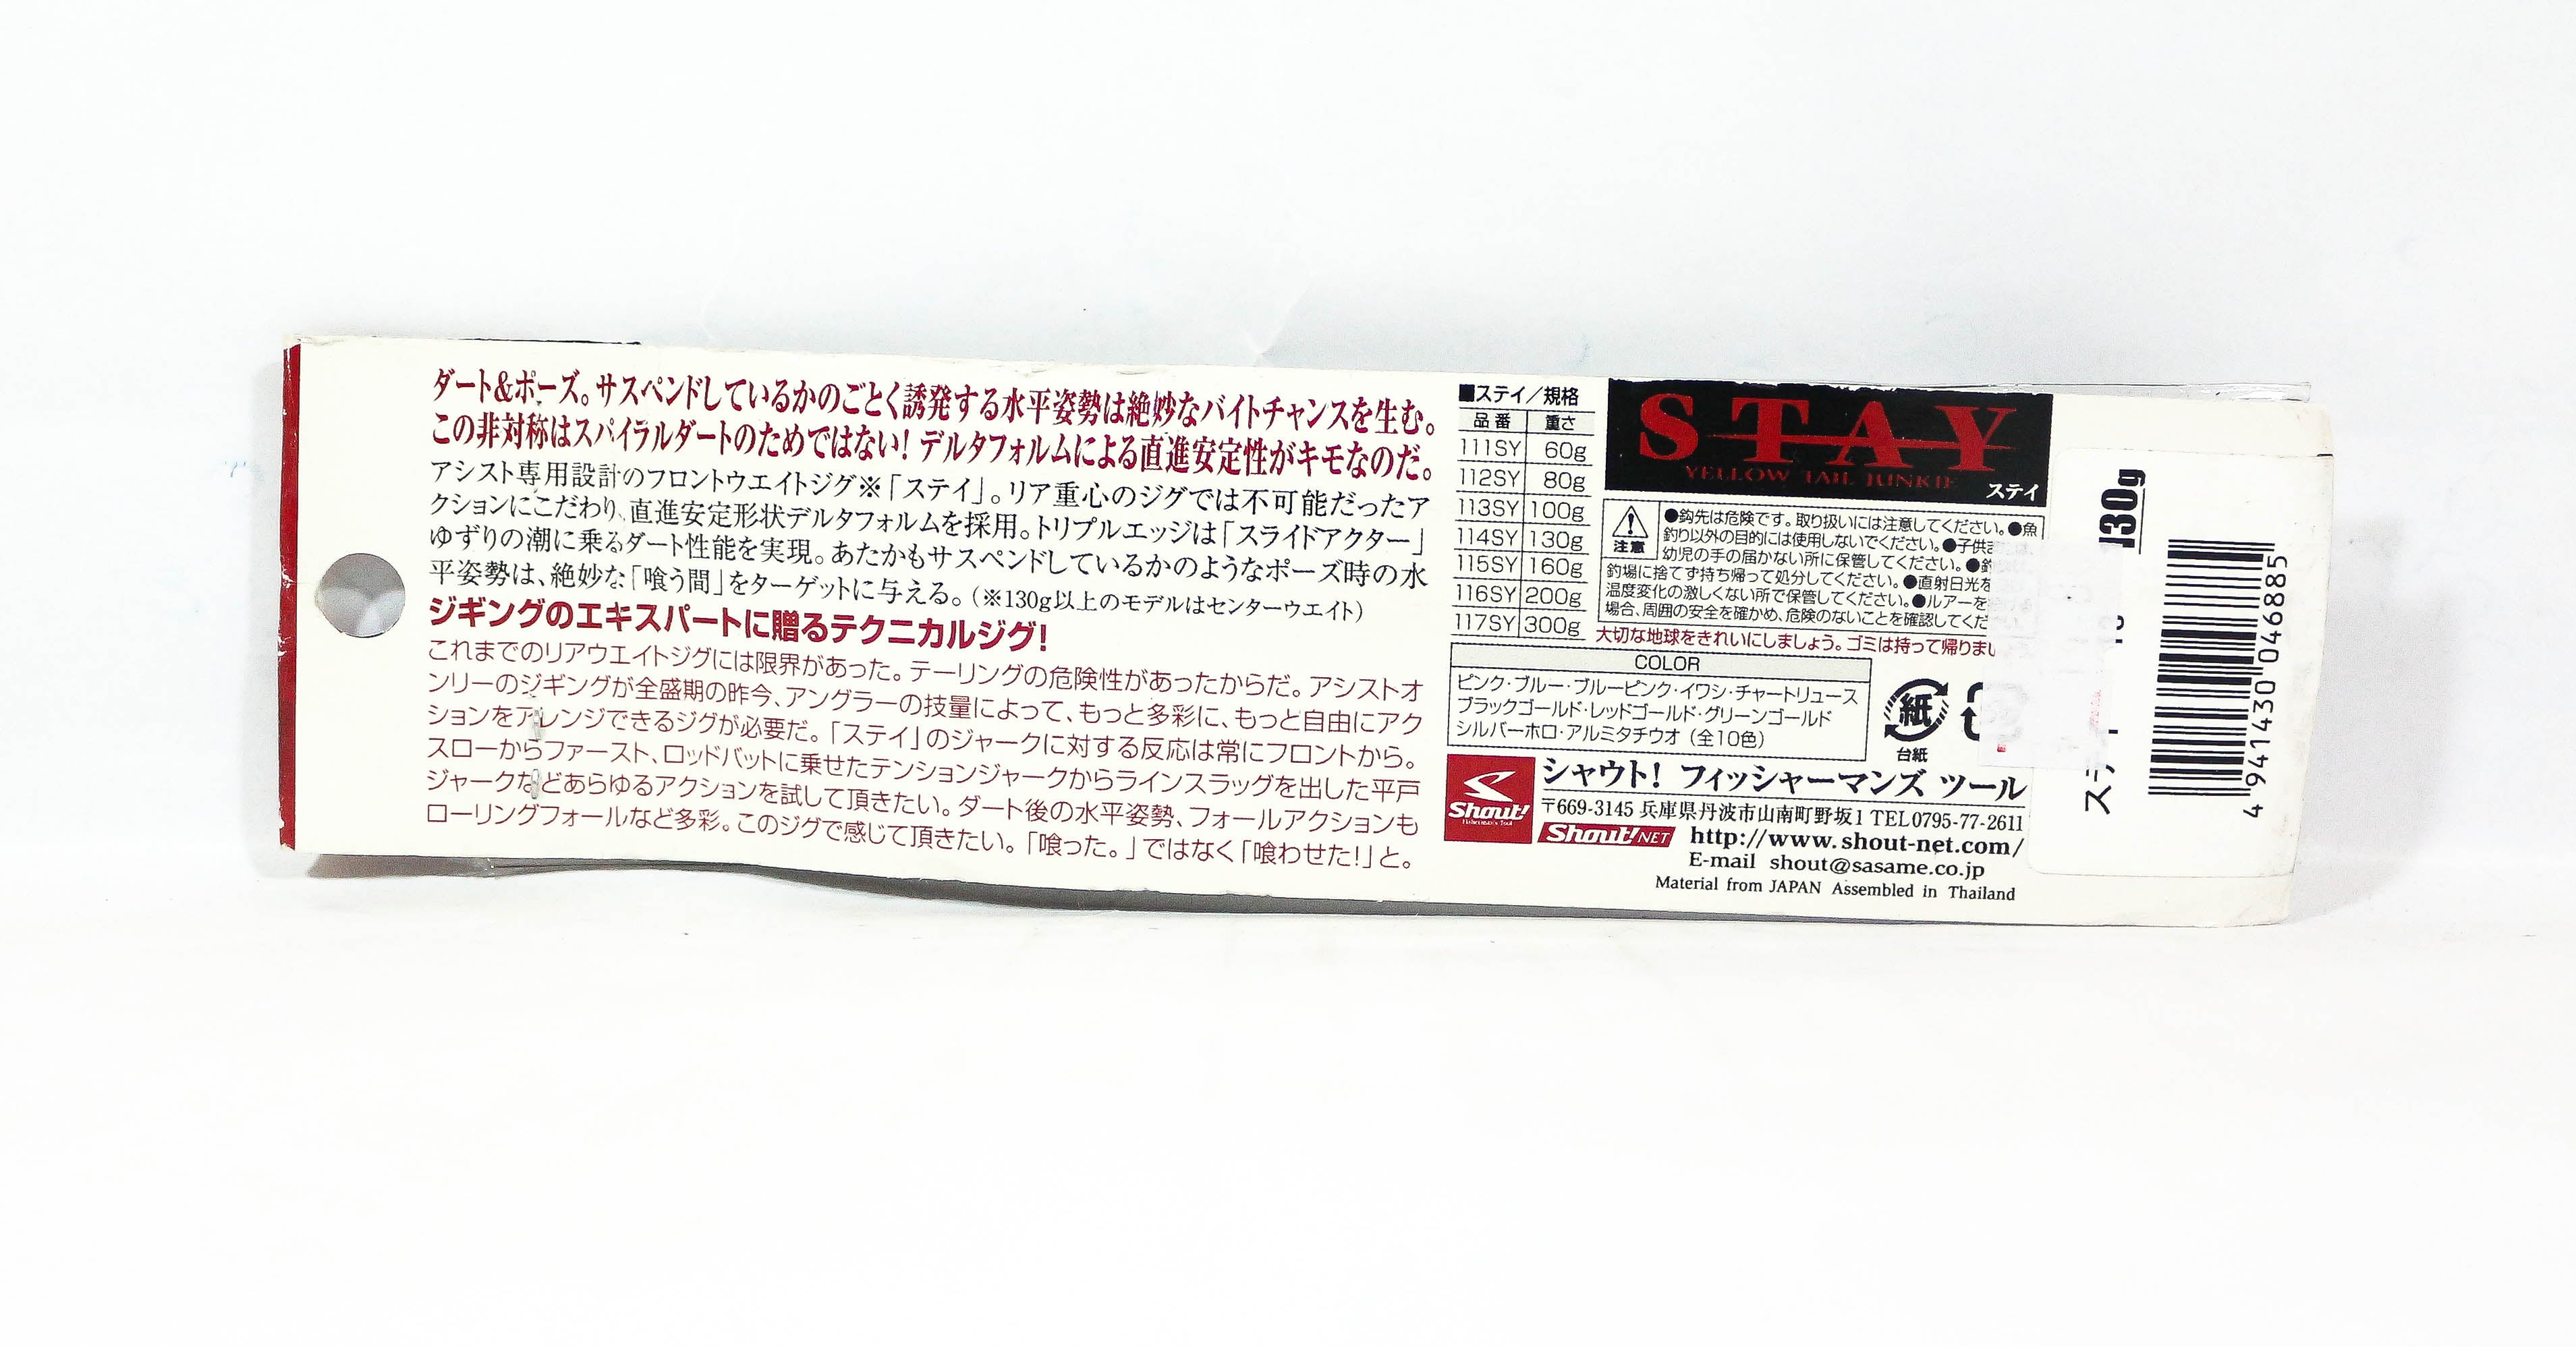 ダート&ポーズ。サスペンドしているかのごとく誘発する水平姿勢は絶妙なバイトチャンスを生む。
この非対称はスパイラルダートのためではない！デルタフォルムによる直進安定性がキモなのだ。
アシスト専用設計のフロントウエイトジグ※「ステイ」。リア重心のジグでは不可能だったア
クションにこだわり、直進安定形状デルタフォルムを採用。トリプルエッジは「スライドアクター」
ゆずりの潮に乗るダート性能を実現。あたかもサスペンドしているかのようなポーズ時の水
平姿勢は、絶妙な「喰う間」をターゲットに与える。（※130g以上のモデルはセンターウエイト）
ジギングのエキスパートに贈るテクニカルジグ！
これまでのリアウエイトジグには限界があった。テーリングの危険性があったからだ。アシストオ
ンリーのジギングが全盛期の昨今、アングラーの技量によって、もっと多彩に、もっと自由にアク
ションをアレンジできるジグが必要だ。「ステイ」のジャークに対する反応は常にフロントから。
スローからファースト、ロッドバットに乗せたテンションジャークからラインスラッグを出した平戸
ジャークなどあらゆるアクションを試して頂きたい。ダート後の水平姿勢、フォールアクションも
ローリングフォールなど多彩。このジグで感じて頂きたい。「喰った。」ではなく「喰わせた！」と。
■ステイ／規格
品番 重さ
111SY 60g
112SY 80g
113SY 100g
114SY 130g
115SY 160g
116SY 200g
117SY 300g
STAY
YELLOW TAIL JUNKIE
ステイ
注意
●鈎先は危険です。取り扱いには注意してください。●魚
釣り以外の目的には使用しないでください。●子供
幼児の手の届かない所に保管してください。●
釣場に捨てず持ち帰って処分してください。●直射日光を
温度変化の激しくない所で保管してください。●ルアーを
場合、周囲の安全を確かめ、危険のないことを確認してくだ
大切な地球をきれいにしましょう。ゴミは持って帰りまし
COLOR
ピンク・ブルー・ブルーピンク・イワシ・チャートリュース
ブラックゴールド・レッドゴールド・グリーンゴールド
シルバーホロ・アルミタチウオ（全10色）
紙
台紙
Shout!
Fisherman's Tool
シャウト！ フィッシャーマンズ ツール
〒669-3145 兵庫県丹波市山南町野坂1 TEL0795-77-2611
Shout!NET http://www.shout-net.com/
E-mail shout@sasame.co.jp
Material from JAPAN Assembled in Thailand
130g
4941430046885